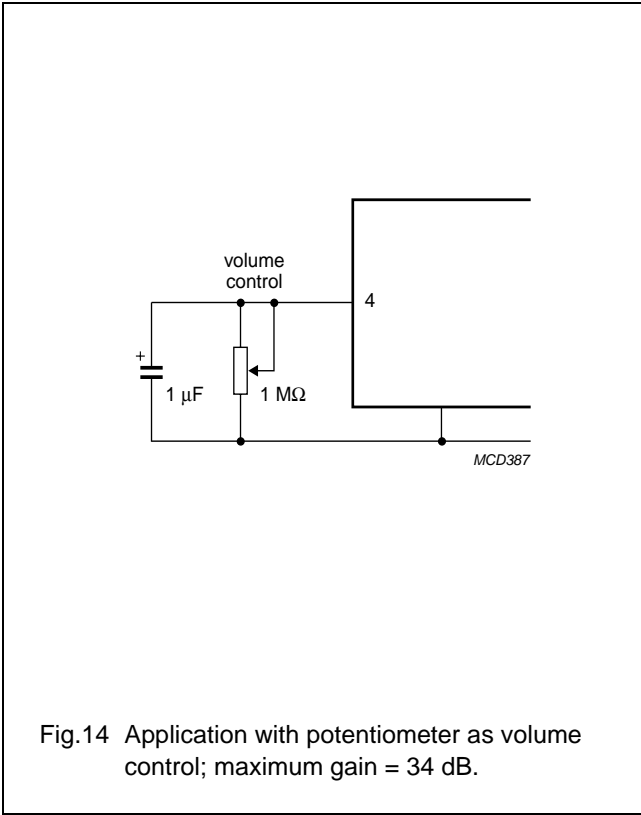 volume
control
4
+
1 μF
1 MΩ
MCD387
Fig.14 Application with potentiometer as volume
control; maximum gain = 34 dB.